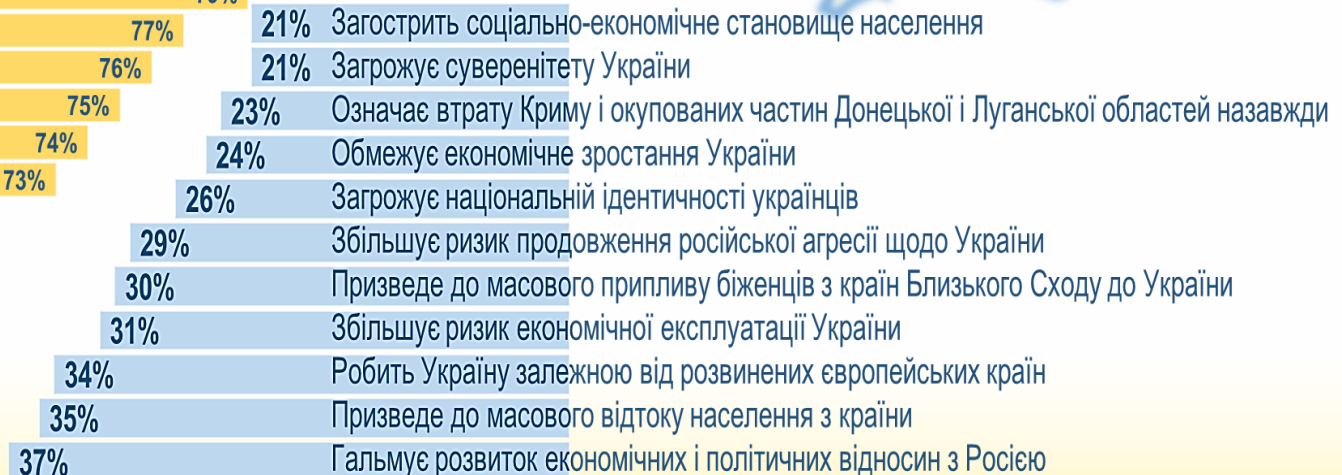 77% 21% Загострить соціально-економічне становище населення
76% 21% Загрожує суверенітету України
75% 23% Означає втрату Криму і окупованих частин Донецької і Луганської областей назавжди
74% 24% Обмежує економічне зростання України
73% 26% Загрожує національній ідентичності українців
29% Збільшує ризик продовження російської агресії щодо України
30% Призведе до масового припливу біженців з країн Близького Сходу до України
31% Збільшує ризик економічної експлуатації України
34% Робить Україну залежною від розвинених європейських країн
35% Призведе до масового відтоку населення з країни
37% Гальмує розвиток економічних і політичних відносин з Росією